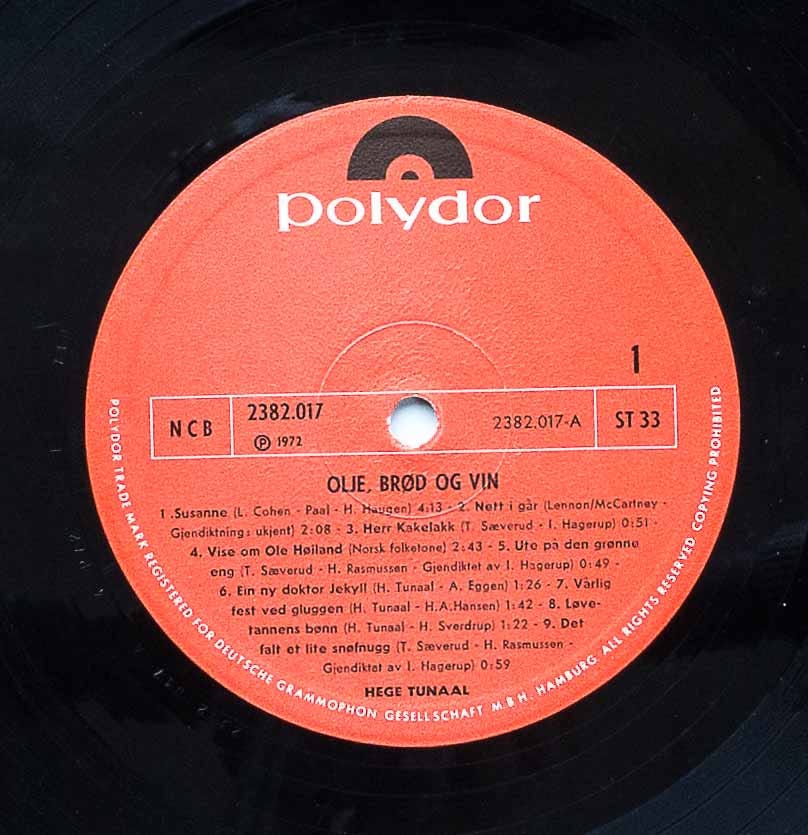 polydor
1
NCB
2382.017
℗ 1972
2382.017-A
ST 33
OLJE, BRØD OG VIN
1 .Susanne (L. Cohen - Paal - H. Haugen) 4:13 - 2. Nett i går (Lennon/McCartney -
Gjendiktning: ukjent) 2:08 - 3. Herr Kakelakk (T. Sæverud - I. Hagerup) 0:51 -
4. Vise om Ole Høiland (Norsk folketone) 2:43 - 5. Ute på den grønne
eng (T. Sæverud - H. Rasmussen - Gjendiktet av I. Hagerup) 0:49 -
6. Ein ny doktor Jekyll (H. Tunaal - A. Eggen) 1:26 - 7. Vårlig
fest ved gluggen (H. Tunaal - H.A.Hansen) 1:42 - 8. Løve-
tannens bønn (H. Tunaal - H. Sverdrup) 1:22 - 9. Det
falt et lite snøfnugg (T. Sæverud - H. Rasmussen -
Gjendiktet av I. Hagerup) 0:59
HEGE TUNAAL
POLYDOR TRADE MARK REGISTERED FOR DEUTSCHE GRAMMOPHON GESELLSCHAFT M.B.H. HAMBURG. ALL RIGHTS RESERVED COPYING PROHIBITED